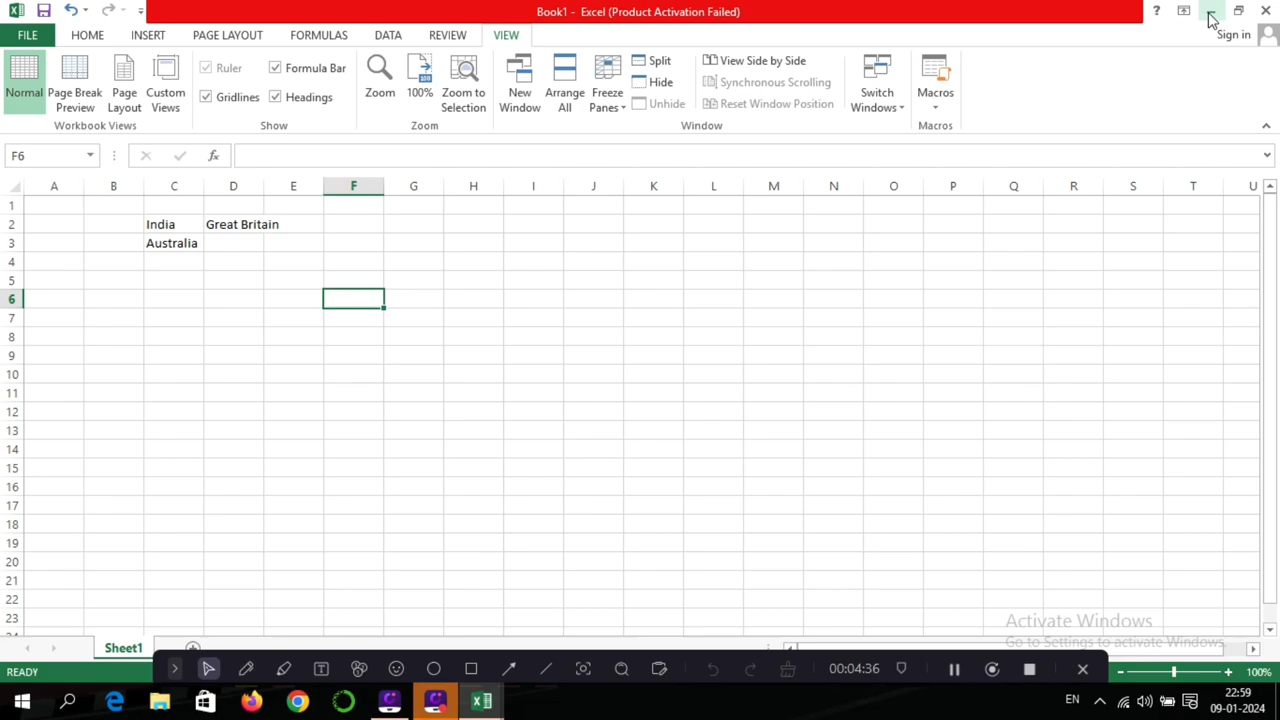 Book1 - Excel (Product Activation Failed)
?
FILE HOME INSERT PAGE LAYOUT FORMULAS DATA REVIEW VIEW Sign in
Normal
Page Break Preview
Page Layout
Custom Views
Workbook Views
Ruler
Formula Bar
Gridlines
Headings
Show
Zoom
100%
Zoom to Selection
Zoom
New Window
Arrange All
Freeze Panes
Split
Hide
Unhide
View Side by Side
Synchronous Scrolling
Reset Window Position
Window
Switch Windows
Macros
Macros
F6 fx
A B C D E F G H I J K L M N O P Q R S T U
1
2 India Great Britain
3 Australia
4
5
6
7
8
9
10
11
12
13
14
15
16
17
18
19
20
21
22
23
Activate Windows
Go to Settings to activate Windows.
Sheet1
READY
00:04:36
100%
EN
22:59
09-01-2024